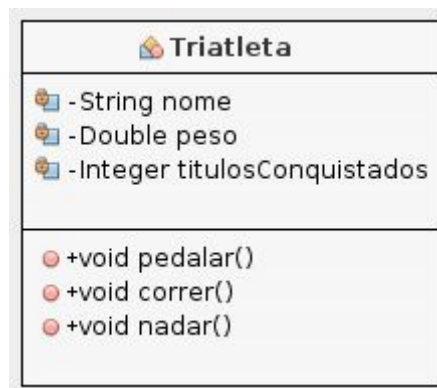 Triatleta
-String nome
-Double peso
-Integer titulosConquistados
+void pedalar()
+void correr()
+void nadar()